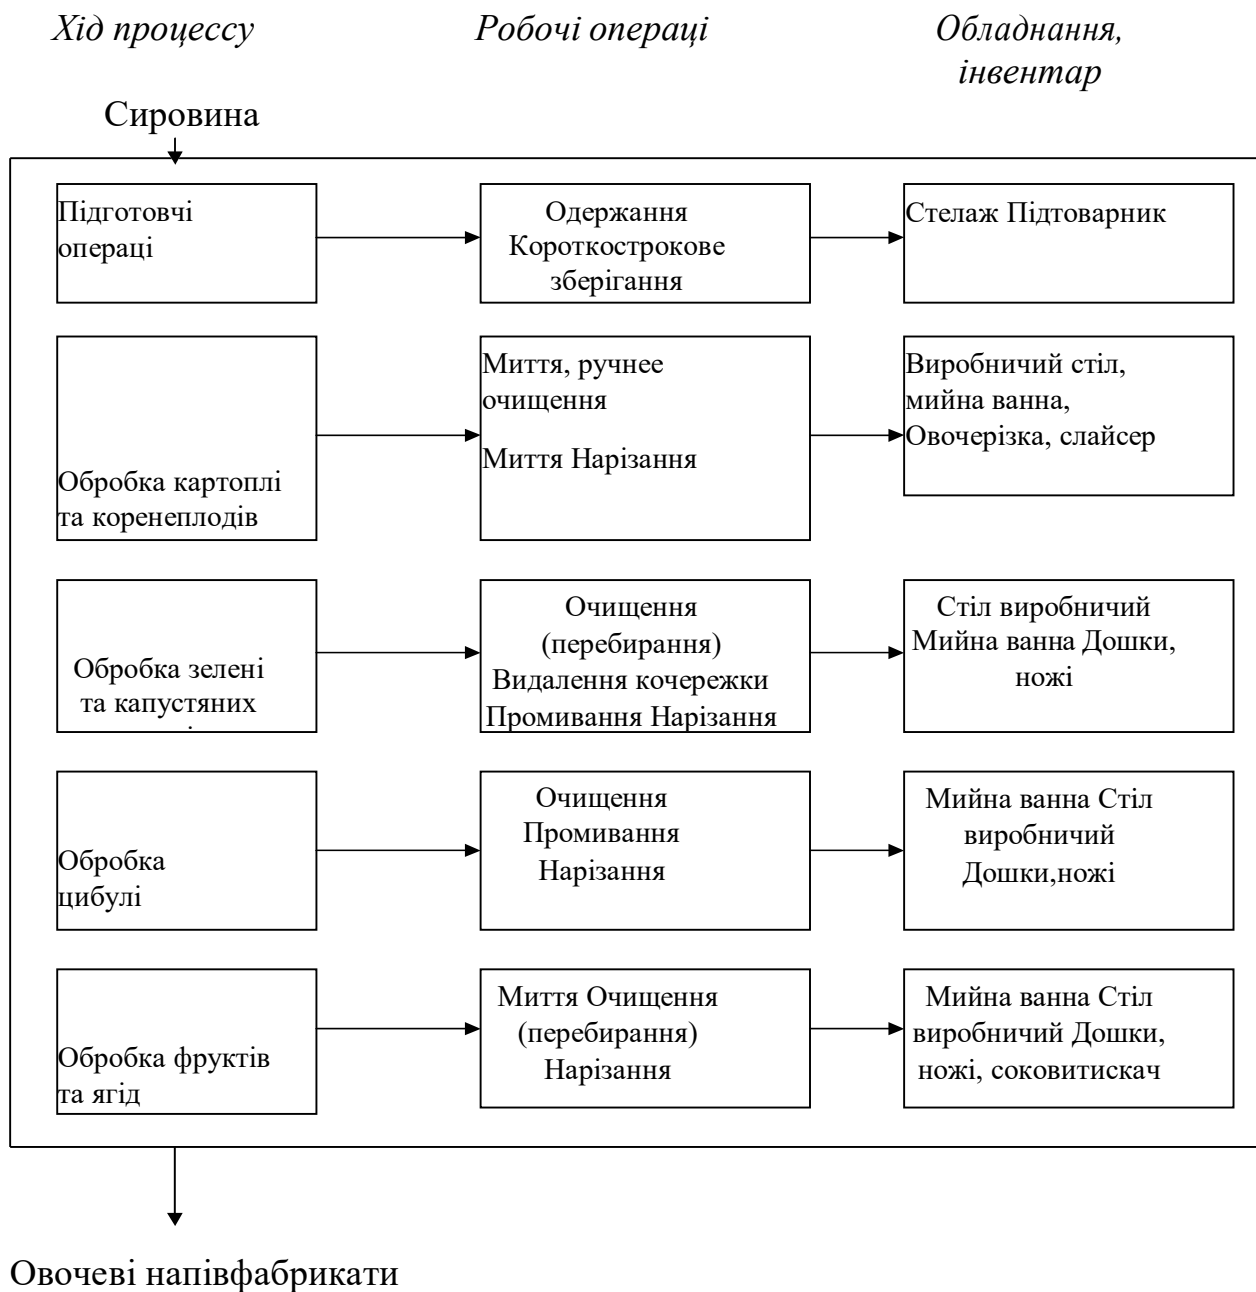 Хід процессу
Робочі операці
Обладнання,
інвентар
Сировина
Підготовчі
операці
Одержання
Короткострокове
зберігання
Стелаж Підтоварник
Обробка картоплі
та коренеплодів
Миття, ручнее
очищення
Миття Нарізання
Виробничий стіл,
мийна ванна,
Овочерізка, слайсер
Обробка зелені
та капустяних
Очищення
(перебирання)
Видалення кочережки
Промивання Нарізання
Стіл виробничий
Мийна ванна Дошки,
ножі
Обробка
цибулі
Очищення
Промивання
Нарізання
Мийна ванна Стіл
виробничий
Дошки,ножі
Обробка фруктів
та ягід
Миття Очищення
(перебирання)
Нарізання
Мийна ванна Стіл
виробничий Дошки,
ножі, соковитискач
Овочеві напівфабрикати